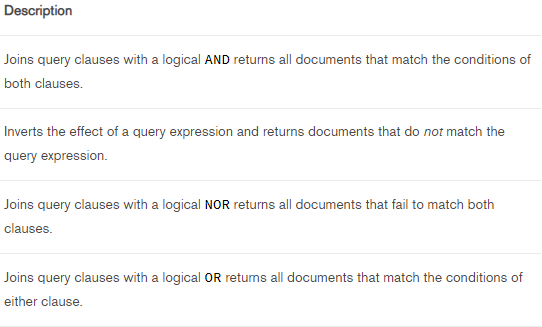 Description
Joins query clauses with a logical AND returns all documents that match the conditions of
both clauses.
Inverts the effect of a query expression and returns documents that do not match the
query expression.
Joins query clauses with a logical NOR returns all documents that fail to match both
clauses.
Joins query clauses with a logical OR returns all documents that match the conditions of
either clause.